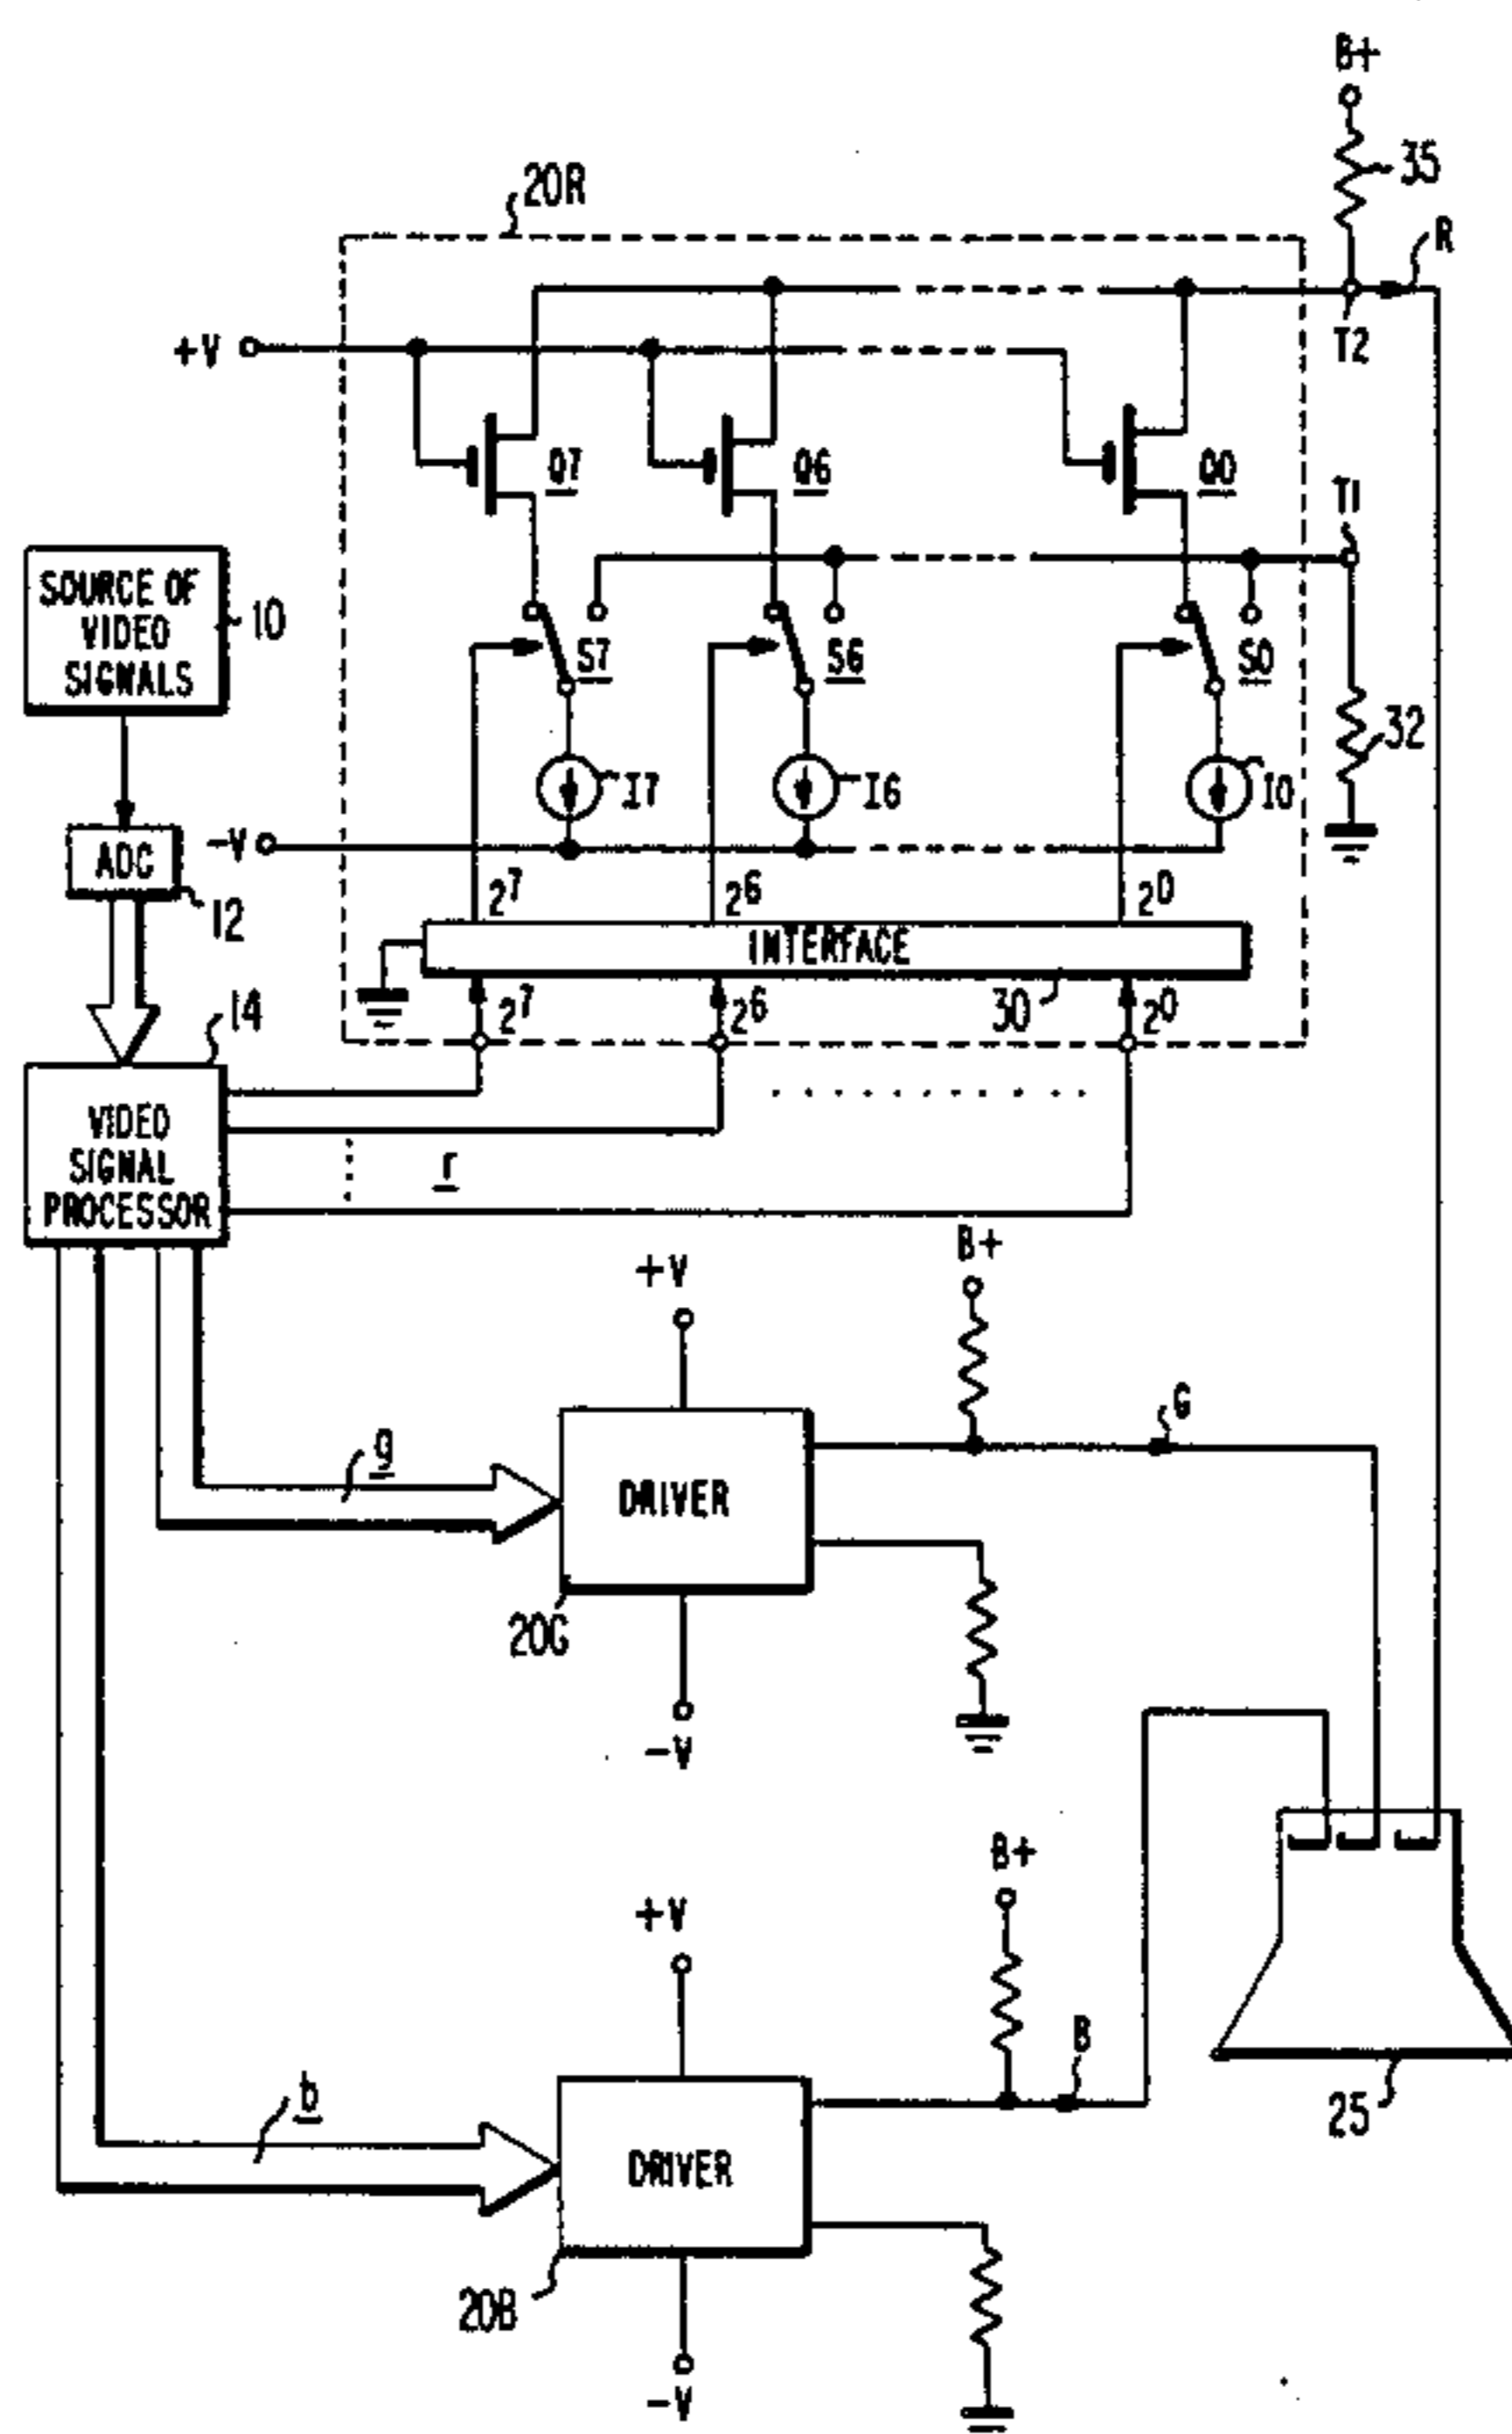 B+
35
20R
R
+V
T2
Q7
Q6
Q0
T1
SOURCE OF
VIDEO
SIGNALS
10
S7
S6
S0
32
I7
I6
I0
-V
ADC
12
2^7
2^6
2^0
INTERFACE
14
2^7
2^6
30
2^0
VIDEO
SIGNAL
PROCESSOR
r
B+
+V
G
g
DRIVER
20G
-V
B+
+V
B
b
DRIVER
25
20B
-V